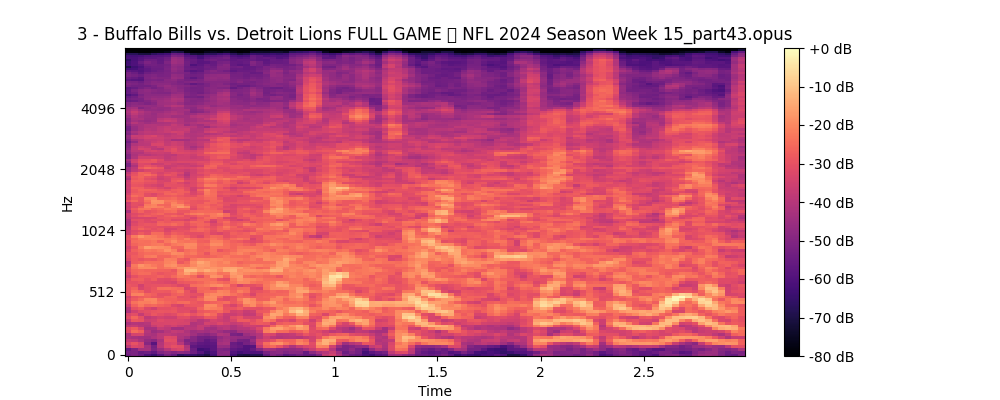 3 - Buffalo Bills vs. Detroit Lions FULL GAME ▯ NFL 2024 Season Week 15_part43.opus
Hz
4096
2048
1024
512
0
0
0.5
1
1.5
2
2.5
Time
+0 dB
-10 dB
-20 dB
-30 dB
-40 dB
-50 dB
-60 dB
-70 dB
-80 dB